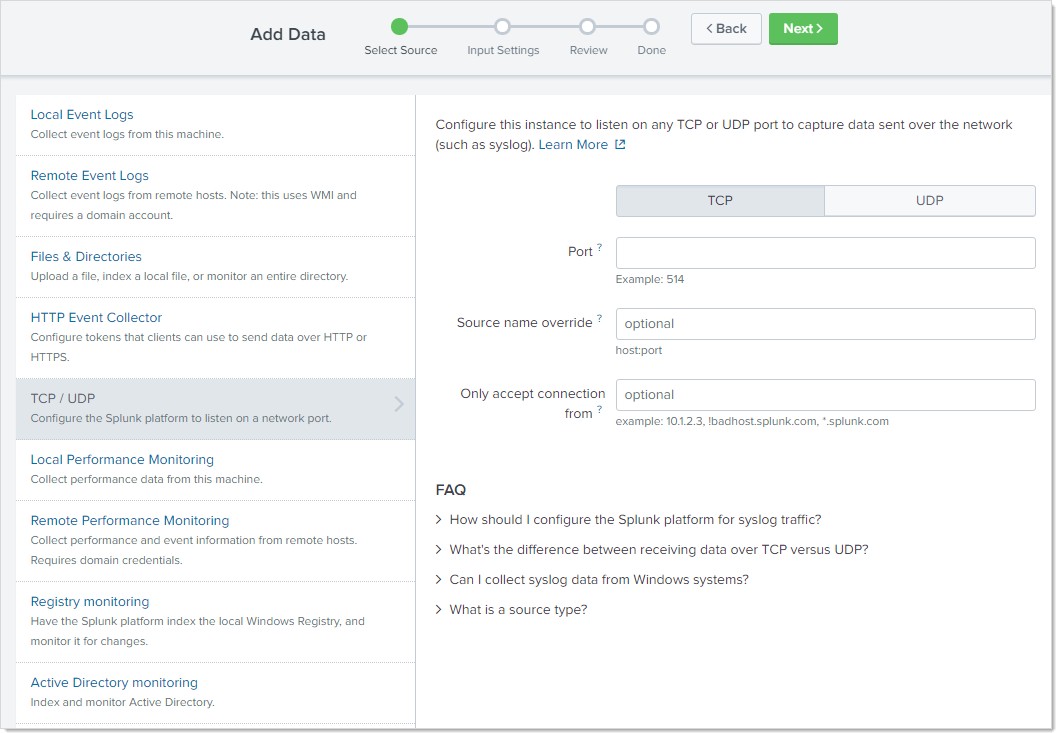 Add Data
Select Source
Input Settings
Review
Done
< Back
Next >
Local Event Logs
Collect event logs from this machine.
Remote Event Logs
Collect event logs from remote hosts. Note: this uses WMI and
requires a domain account.
Files & Directories
Upload a file, index a local file, or monitor an entire directory.
HTTP Event Collector
Configure tokens that clients can use to send data over HTTP or
HTTPS.
TCP / UDP
Configure the Splunk platform to listen on a network port.
Local Performance Monitoring
Collect performance data from this machine.
Remote Performance Monitoring
Collect performance and event information from remote hosts.
Requires domain credentials.
Registry monitoring
Have the Splunk platform index the local Windows Registry, and
monitor it for changes.
Active Directory monitoring
Index and monitor Active Directory.
Configure this instance to listen on any TCP or UDP port to capture data sent over the network
(such as syslog). Learn More
TCP
UDP
Port ?
Example: 514
Source name override ?
optional
host:port
Only accept connection
from ?
optional
example: 10.1.2.3, !badhost.splunk.com, *.splunk.com
FAQ
> How should I configure the Splunk platform for syslog traffic?
> What's the difference between receiving data over TCP versus UDP?
> Can I collect syslog data from Windows systems?
> What is a source type?